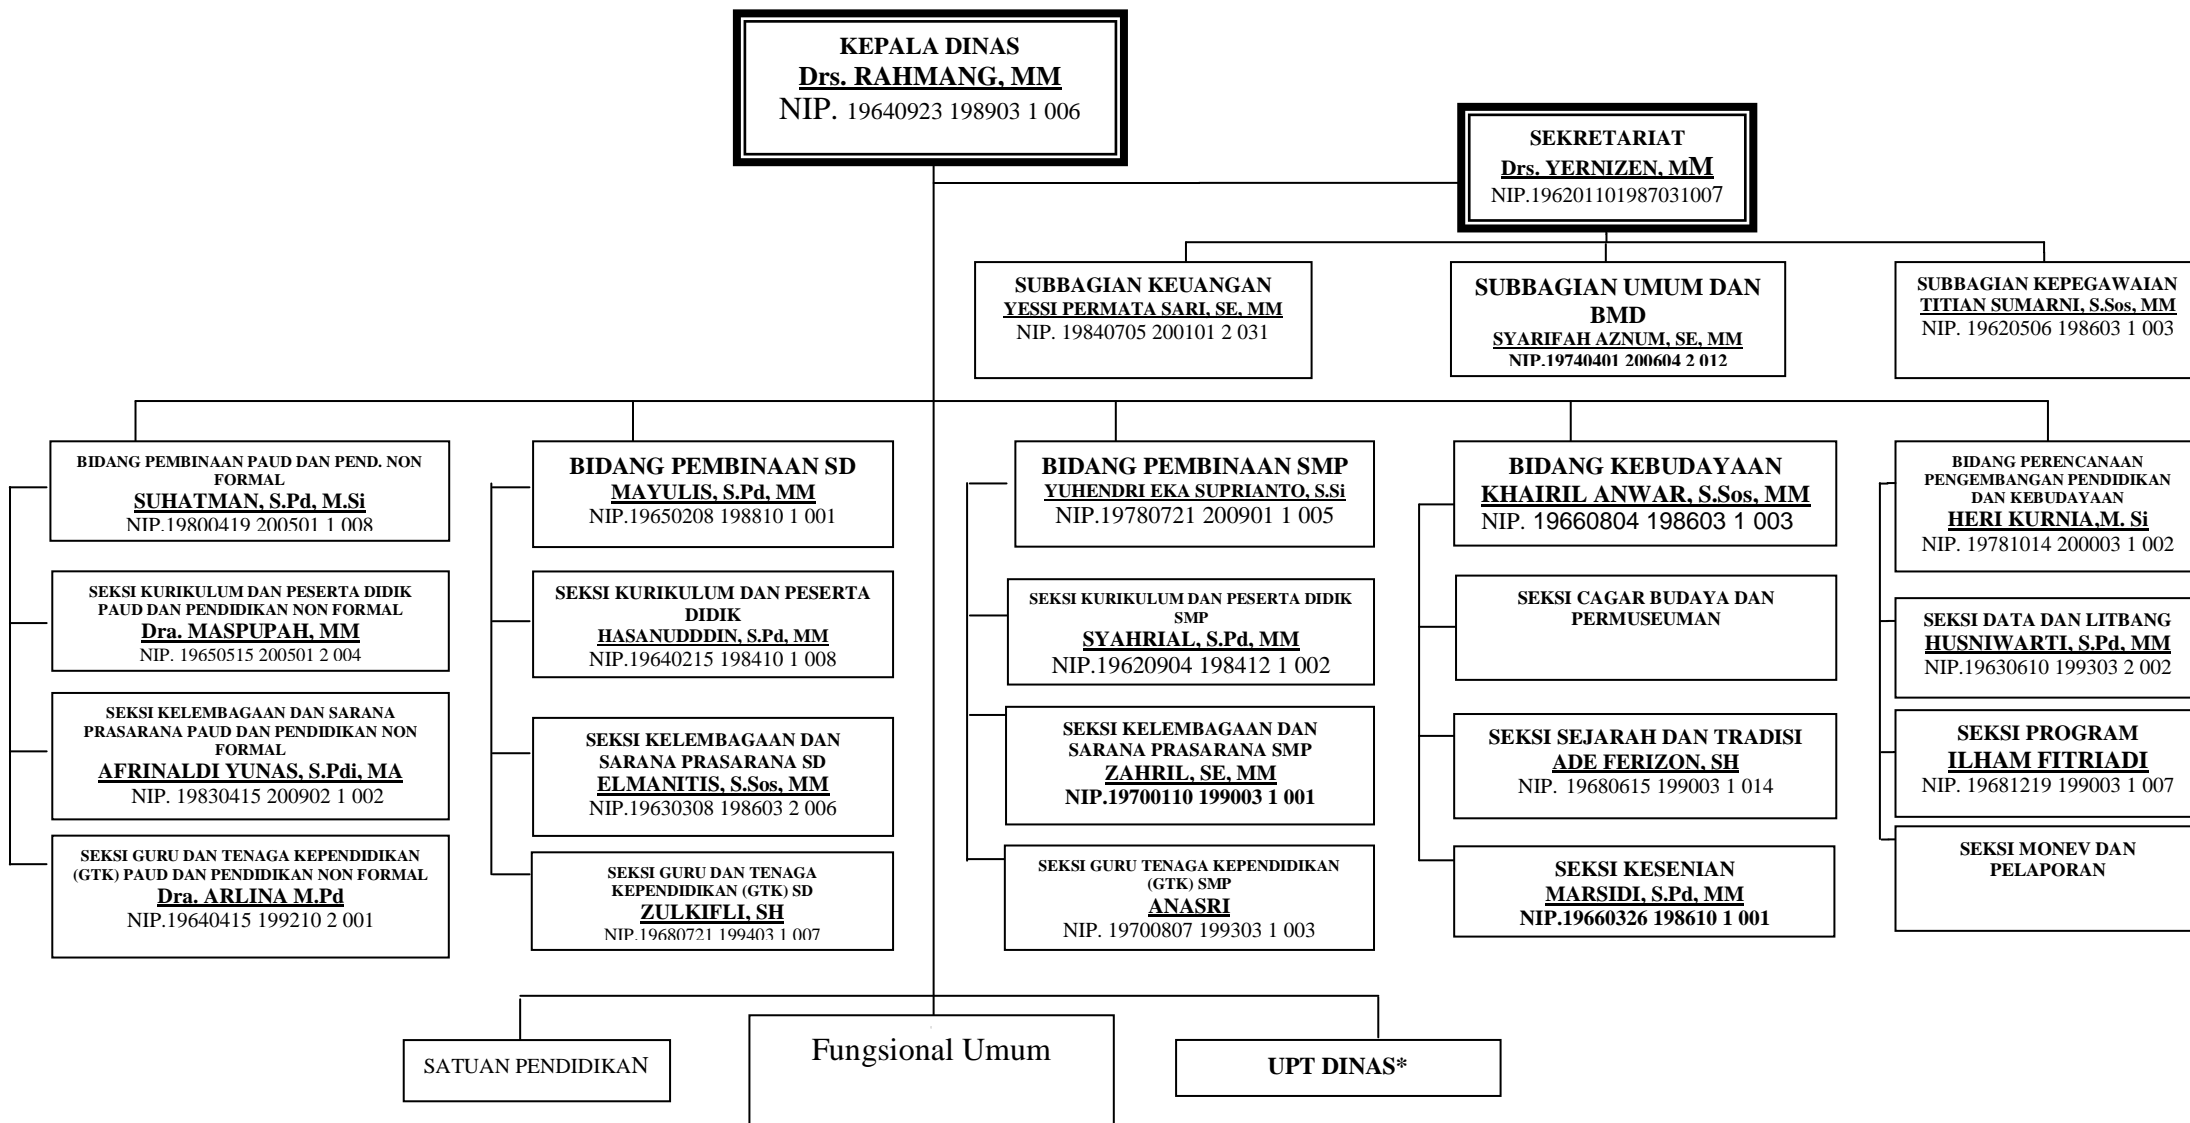 KEPALA DINAS
Drs. RAHMANG, MM
NIP. 19640923 198903 1 006
SEKRETARIAT
Drs. YERNIZEN, MM
NIP.196201101987031007
SUBBAGIAN KEUANGAN
YESSI PERMATA SARI, SE, MM
NIP. 19840705 200101 2 031
SUBBAGIAN UMUM DAN
BMD
SYARIFAH AZNUM, SE, MM
NIP.19740401 200604 2 012
SUBBAGIAN KEPEGAWAIAN
TITIAN SUMARNI, S.Sos, MM
NIP. 19620506 198603 1 003
BIDANG PEMBINAAN PAUD DAN PEND. NON
FORMAL
SUHATMAN, S.Pd, M.Si
NIP.19800419 200501 1 008
SEKSI KURIKULUM DAN PESERTA DIDIK
PAUD DAN PENDIDIKAN NON FORMAL
Dra. MASPUPAH, MM
NIP. 19650515 200501 2 004
SEKSI KELEMBAGAAN DAN SARANA
PRASARANA PAUD DAN PENDIDIKAN NON
FORMAL
AFRINALDI YUNAS, S.Pdi, MA
NIP. 19830415 200902 1 002
SEKSI GURU DAN TENAGA KEPENDIDIKAN
(GTK) PAUD DAN PENDIDIKAN NON FORMAL
Dra. ARLINA M.Pd
NIP.19640415 199210 2 001
BIDANG PEMBINAAN SD
MAYULIS, S.Pd, MM
NIP.19650208 198810 1 001
SEKSI KURIKULUM DAN PESERTA
DIDIK
HASANUDDDIN, S.Pd, MM
NIP.19640215 198410 1 008
SEKSI KELEMBAGAAN DAN
SARANA PRASARANA SD
ELMANITIS, S.Sos, MM
NIP.19630308 198603 2 006
SEKSI GURU DAN TENAGA
KEPENDIDIKAN (GTK) SD
ZULKIFLI, SH
NIP.19680721 199403 1 007
BIDANG PEMBINAAN SMP
YUHENDRI EKA SUPRIANTO, S.Si
NIP.19780721 200901 1 005
SEKSI KURIKULUM DAN PESERTA DIDIK
SMP
SYAHRIAL, S.Pd, MM
NIP.19620904 198412 1 002
SEKSI KELEMBAGAAN DAN
SARANA PRASARANA SMP
ZAHRIL, SE, MM
NIP.19700110 199003 1 001
SEKSI GURU TENAGA KEPENDIDIKAN
(GTK) SMP
ANASRI
NIP. 19700807 199303 1 003
BIDANG KEBUDAYAAN
KHAIRIL ANWAR, S.Sos, MM
NIP. 19660804 198603 1 003
SEKSI CAGAR BUDAYA DAN
PERMUSEUMAN
SEKSI SEJARAH DAN TRADISI
ADE FERIZON, SH
NIP. 19680615 199003 1 014
SEKSI KESENIAN
MARSIDI, S.Pd, MM
NIP.19660326 198610 1 001
BIDANG PERENCANAAN
PENGEMBANGAN PENDIDIKAN
DAN KEBUDAYAAN
HERI KURNIA,M. Si
NIP. 19781014 200003 1 002
SEKSI DATA DAN LITBANG
HUSNIWARTI, S.Pd, MM
NIP.19630610 199303 2 002
SEKSI PROGRAM
ILHAM FITRIADI
NIP. 19681219 199003 1 007
SEKSI MONEV DAN
PELAPORAN
SATUAN PENDIDIKAN
Fungsional Umum
UPT DINAS*